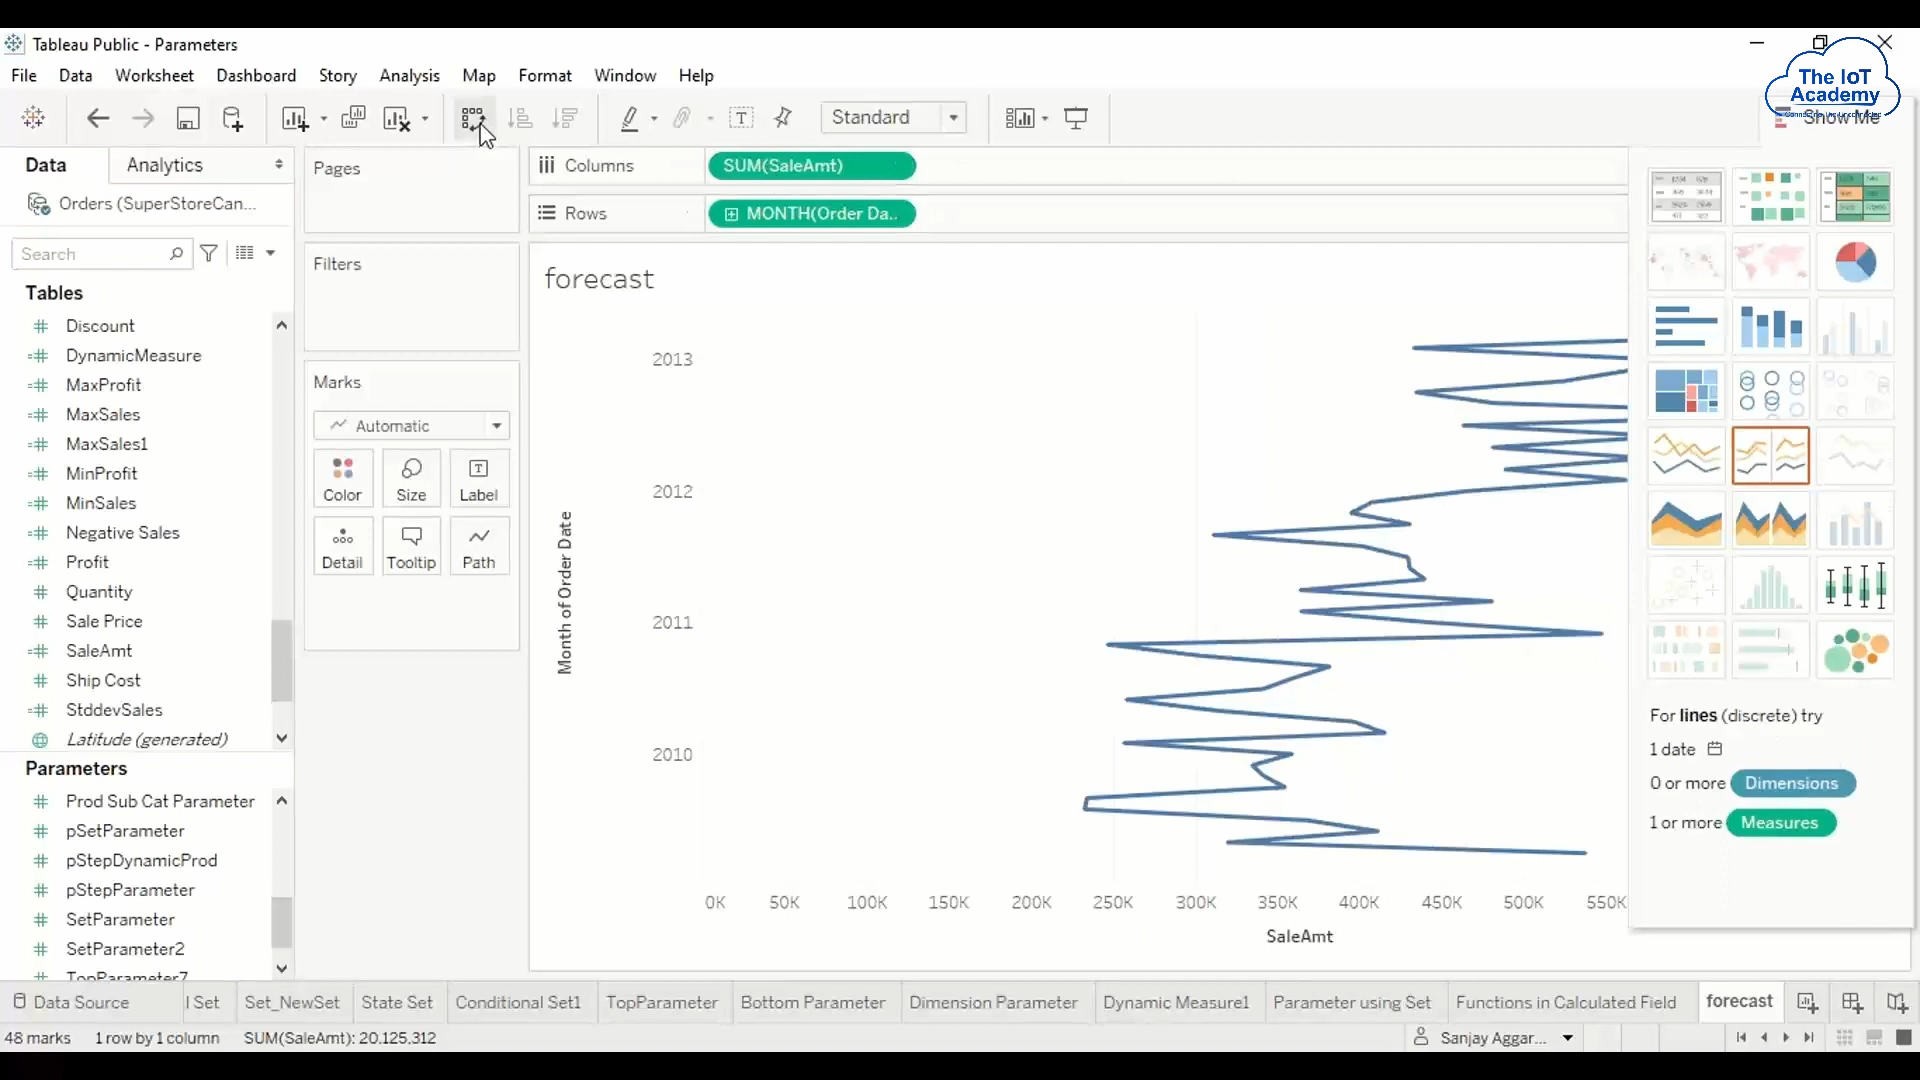 Tableau Public - Parameters
The IoT
Academy
File Data Worksheet Dashboard Story Analysis Map Format Window Help
Standard
Show Me
Data Analytics
Pages
Columns SUM(SaleAmt)
Orders (SuperStoreCan...
Rows MONTH(Order Da..
Search
Filters
forecast
Tables
Discount
DynamicMeasure
MaxProfit
MaxSales
MaxSales1
MinProfit
MinSales
Negative Sales
Profit
Quantity
Sale Price
SaleAmt
Ship Cost
StddevSales
Latitude (generated)
Parameters
Prod Sub Cat Parameter
pSetParameter
pStepDynamicProd
pStepParameter
SetParameter
SetParameter2
TopParameter7
Marks
Automatic
Color Size Label
Detail Tooltip Path
Month of Order Date
2013
2012
2011
2010
0K 50K 100K 150K 200K 250K 300K 350K 400K 450K 500K 550K
SaleAmt
For lines (discrete) try
1 date
0 or more Dimensions
1 or more Measures
Data Source l Set Set_NewSet State Set Conditional Set1 TopParameter Bottom Parameter Dimension Parameter Dynamic Measure1 Parameter using Set Functions in Calculated Field forecast
48 marks 1 row by 1 column SUM(SaleAmt): 20,125,312 Sanjay Aggar...